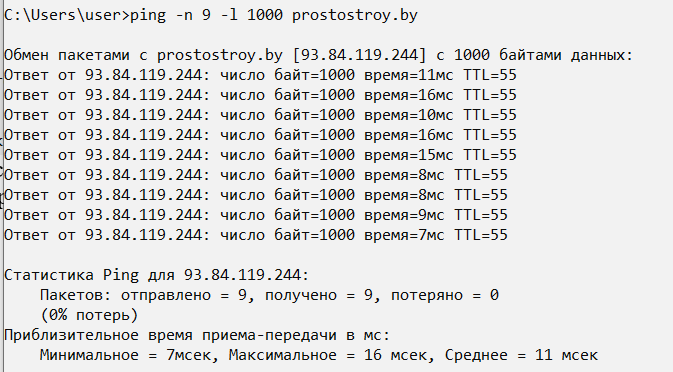 C:\Users\user>ping -n 9 -l 1000 prostostroy.by
Обмен пакетами с prostostroy.by [93.84.119.244] с 1000 байтами данных:
Ответ от 93.84.119.244: число байт=1000 время=11мс TTL=55
Ответ от 93.84.119.244: число байт=1000 время=16мс TTL=55
Ответ от 93.84.119.244: число байт=1000 время=10мс TTL=55
Ответ от 93.84.119.244: число байт=1000 время=16мс TTL=55
Ответ от 93.84.119.244: число байт=1000 время=15мс TTL=55
Ответ от 93.84.119.244: число байт=1000 время=8мс TTL=55
Ответ от 93.84.119.244: число байт=1000 время=8мс TTL=55
Ответ от 93.84.119.244: число байт=1000 время=9мс TTL=55
Ответ от 93.84.119.244: число байт=1000 время=7мс TTL=55
Статистика Ping для 93.84.119.244:
Пакетов: отправлено = 9, получено = 9, потеряно = 0
(0% потерь)
Приблизительное время приема-передачи в мс:
Минимальное = 7мсек, Максимальное = 16 мсек, Среднее = 11 мсек